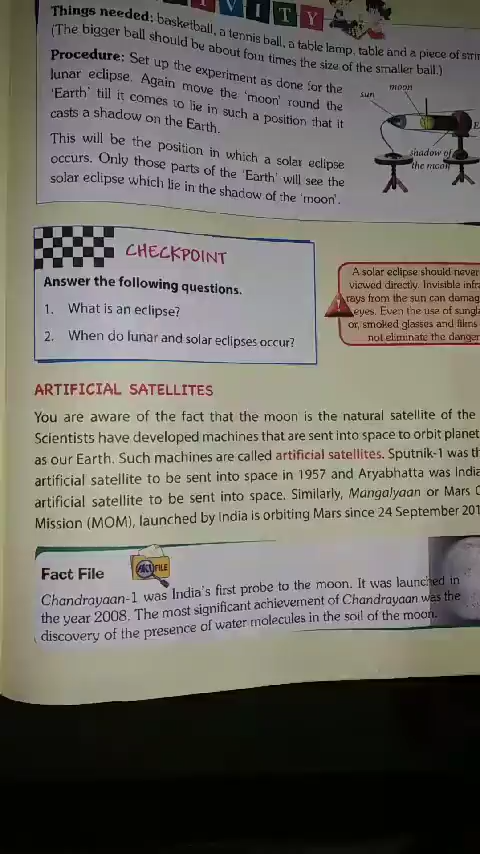 VITY
Things needed: basketball, a tennis ball, a table lamp, table and a piece of
(The bigger ball should be about four times the size of the smaller ball.)
Procedure: Set up the experiment as done for the
lunar eclipse. Again move the 'moon' round the
'Earth' till it comes to lie in such a position that it
casts a shadow on the Earth.
This will be the position in which a solar eclipse
occurs. Only those parts of the 'Earth' will see the
solar eclipse which lie in the shadow of the 'moon'.
moon
sun
E
shadow of
the moon
CHECKPOINT
Answer the following questions.
1. What is an eclipse?
2. When do lunar and solar eclipses occur?
A solar eclipse should never
viewed directly. Invisible
rays from the sun can
eyes. Even the use of
or, smoked glasses and films
not eliminate the danger
ARTIFICIAL SATELLITES
You are aware of the fact that the moon is the natural satellite of the
Scientists have developed machines that are sent into space to orbit
as our Earth. Such machines are called artificial satellites. Sputnik-1 was
artificial satellite to be sent into space in 1957 and Aryabhatta was
artificial satellite to be sent into space. Similarly, Mangalyaan or Mars
Mission (MOM), launched by India is orbiting Mars since 24 September
Fact File
FACT FILE
Chandrayaan-1 was India's first probe to the moon. It was launched in
the year 2008. The most significant achievement of Chandrayaan was the
discovery of the presence of water molecules in the soil of the moon.